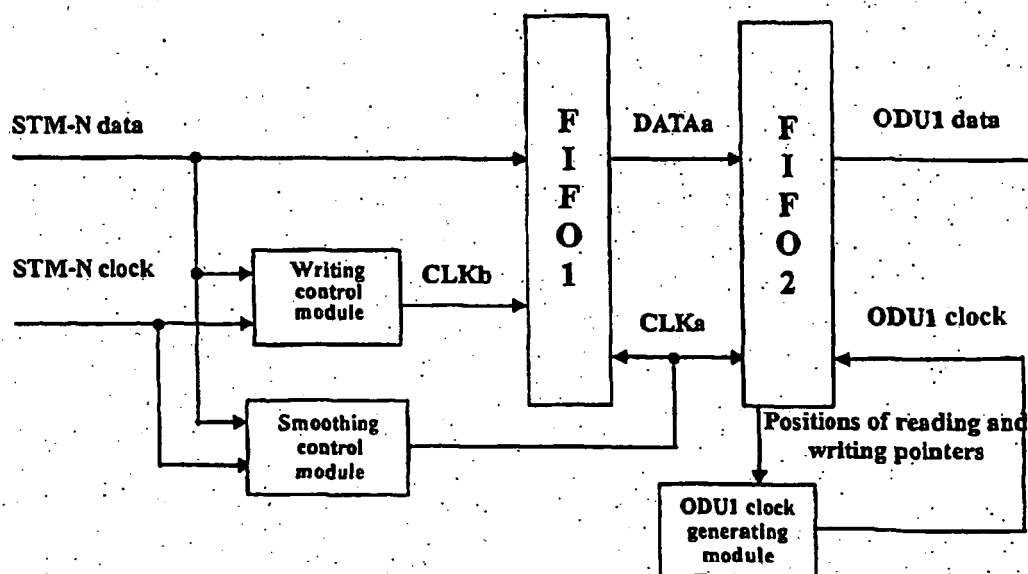 STM-N data
STM-N clock
Writing
control
module
CLKb
Smoothing
control
module
F
I
F
O
1
DATAa
CLKa
F
I
F
O
2
ODU1 data
ODU1 clock
Positions of reading and
writing pointers
ODU1 clock
generating
module